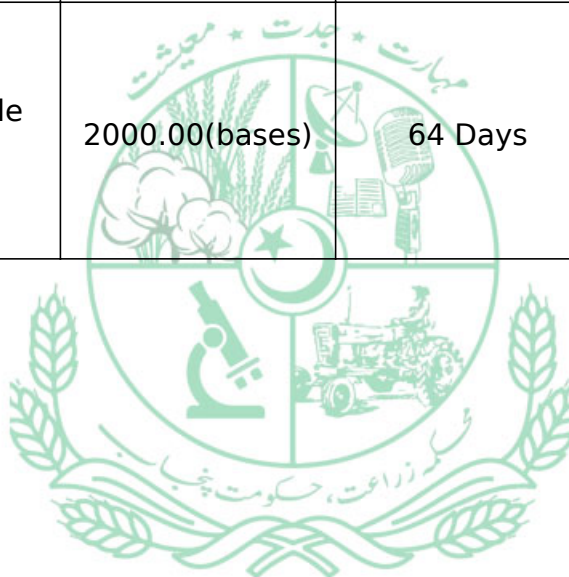 مہارت ★ جدت ★ معیشت
le
2000.00(bases)
64 Days
محکمہ زراعت، حکومت پنجاب